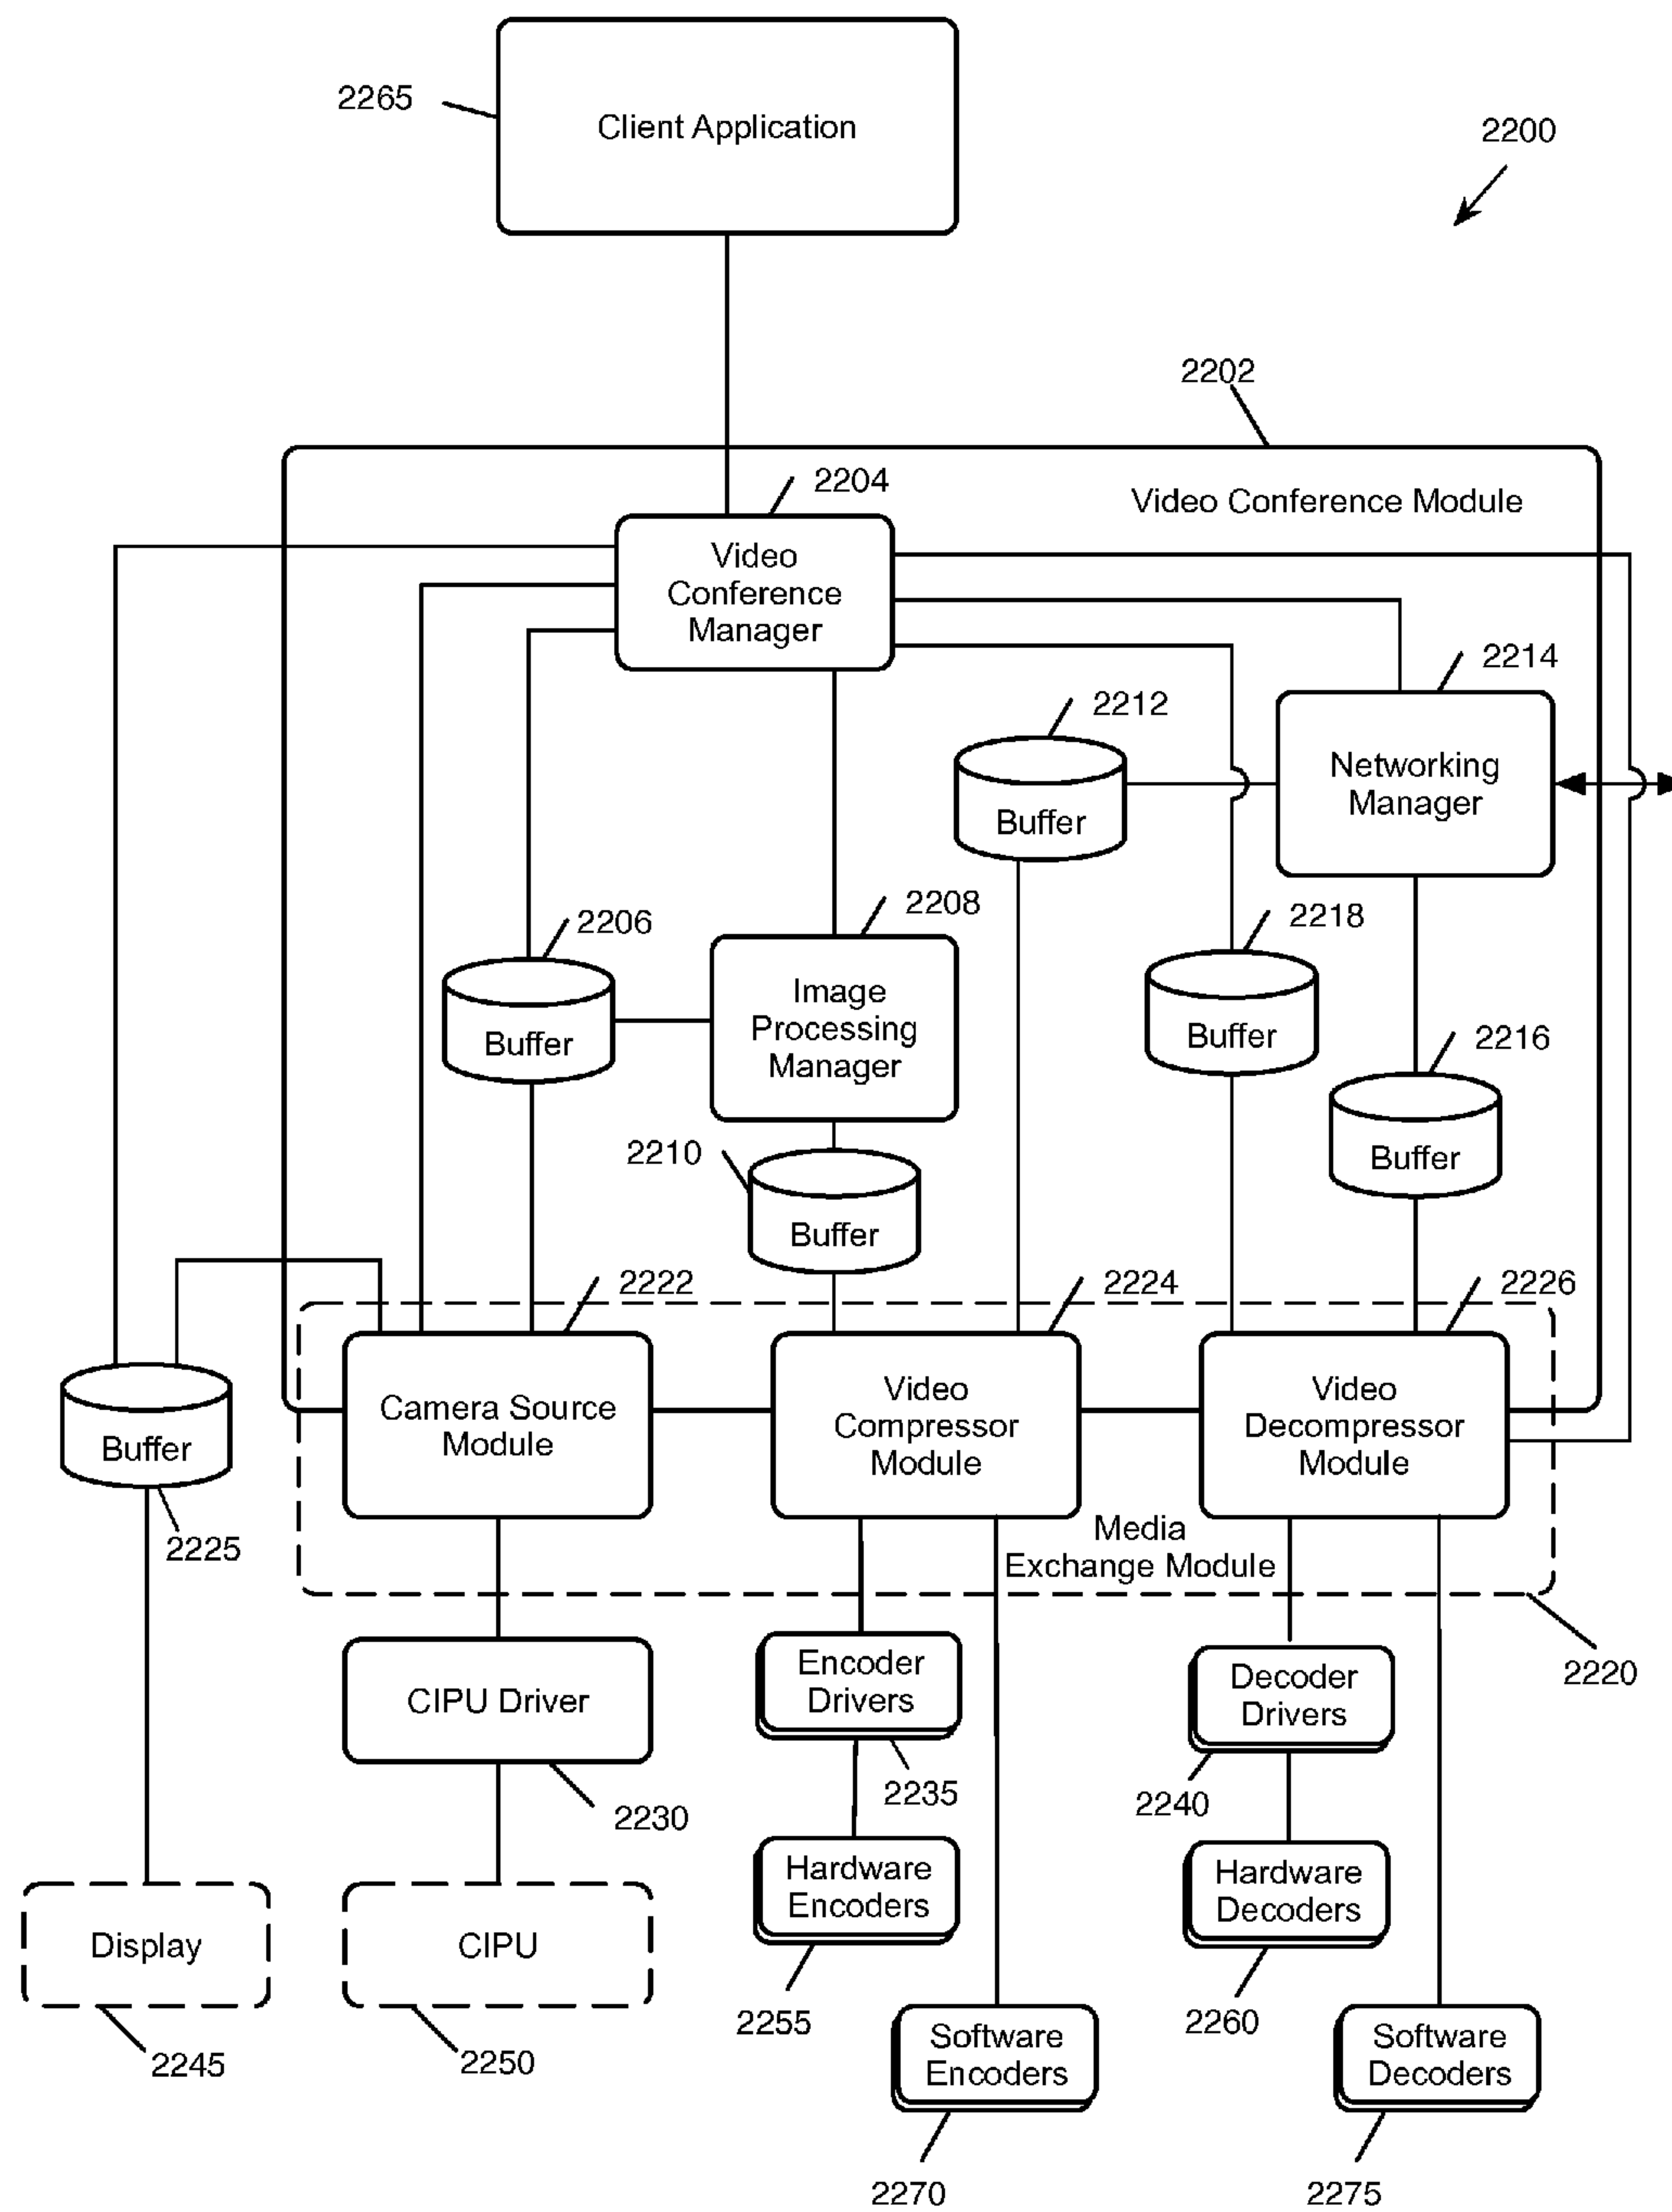 2265
Client Application
2200
2202
2204
Video Conference Module
Video
Conference
Manager
2214
2212
Networking
Manager
Buffer
2208
2218
2206
Image
Processing
Manager
Buffer
Buffer
2216
2210
Buffer
Buffer
2222
2224
2226
Camera Source
Module
Video
Compressor
Module
Video
Decompressor
Module
Buffer
2225
Media
Exchange Module
2220
CIPU Driver
2230
Encoder
Drivers
2235
Decoder
Drivers
2240
Hardware
Encoders
2255
Hardware
Decoders
2260
Display
2245
CIPU
2250
Software
Encoders
2270
Software
Decoders
2275